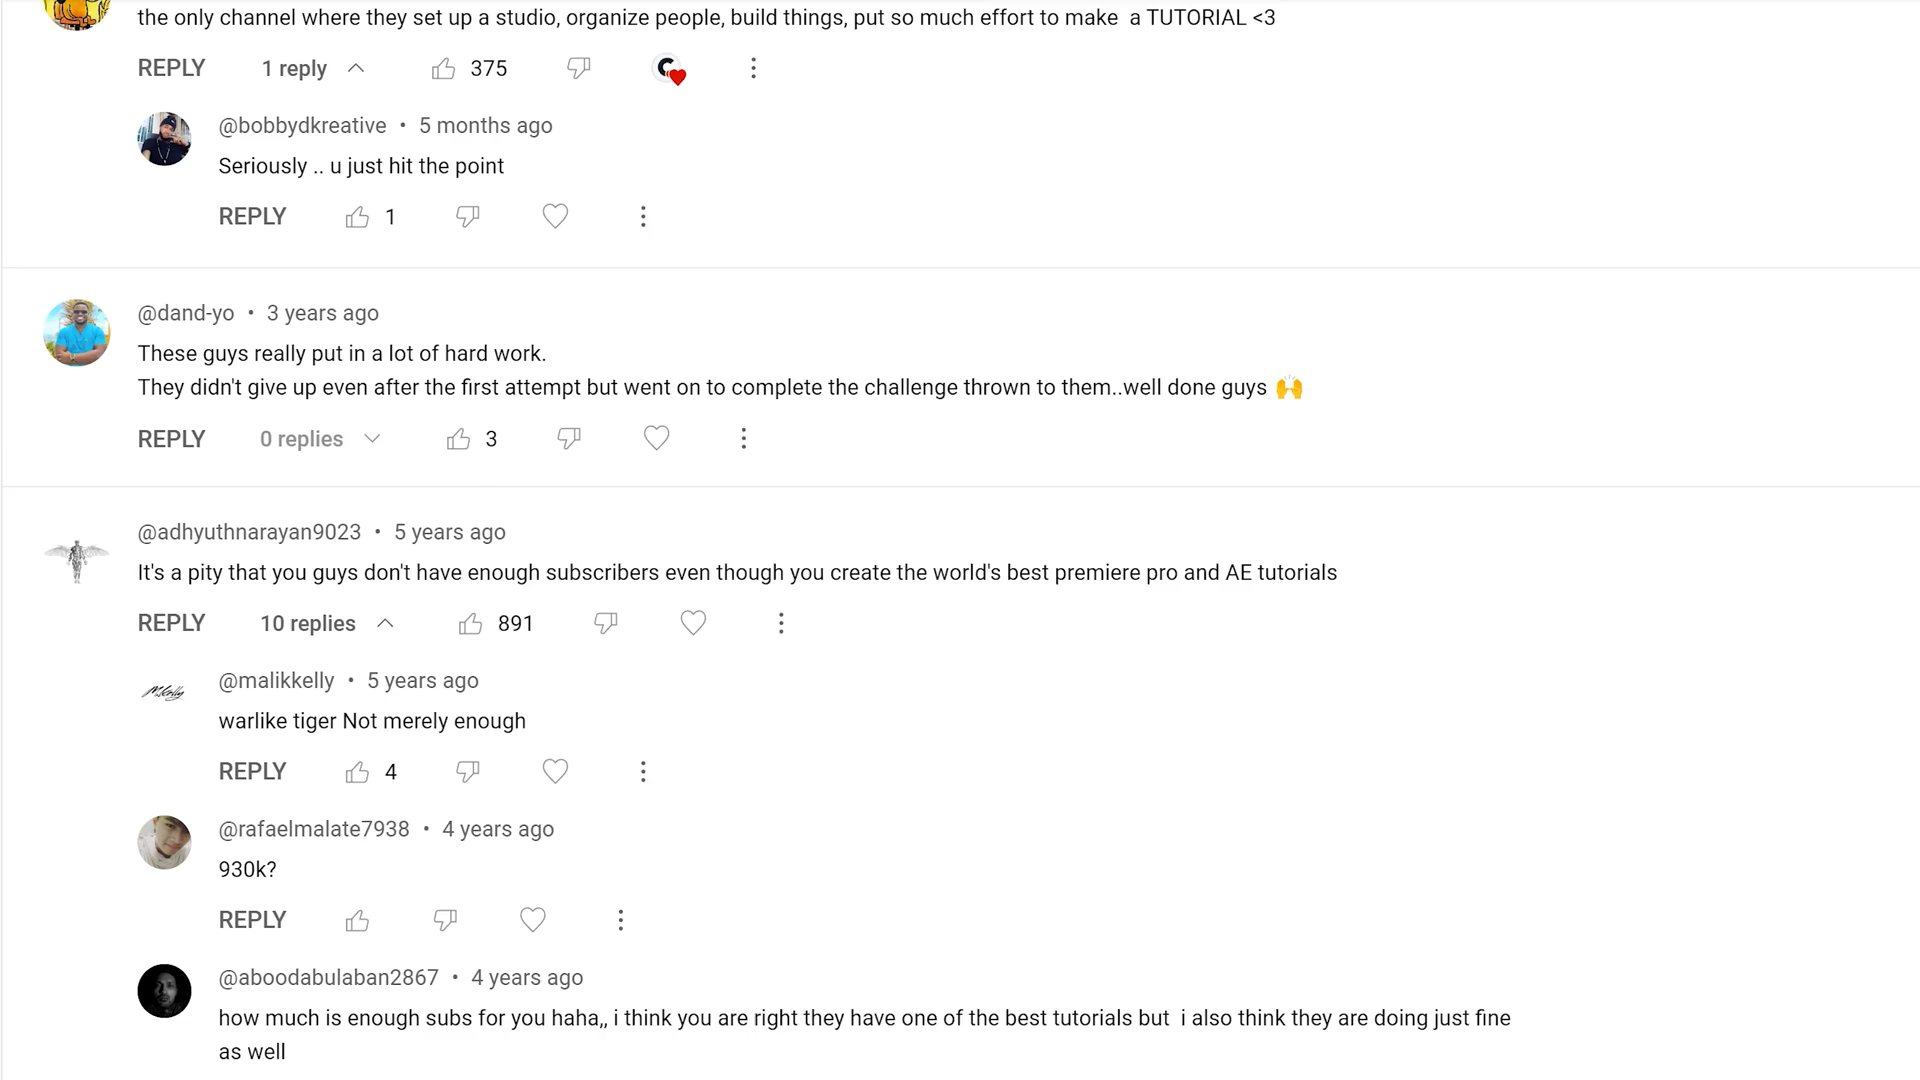 the only channel where they set up a studio, organize people, build things, put so much effort to make  a TUTORIAL <3
REPLY 1 reply 375
@bobbydkreative • 5 months ago
Seriously .. u just hit the point
REPLY 1
@dand-yo • 3 years ago
These guys really put in a lot of hard work.
They didn't give up even after the first attempt but went on to complete the challenge thrown to them..well done guys 🙌
REPLY 0 replies 3
@adhyuthnarayan9023 • 5 years ago
It's a pity that you guys don't have enough subscribers even though you create the world's best premiere pro and AE tutorials
REPLY 10 replies 891
@malikkelly • 5 years ago
warlike tiger Not merely enough
REPLY 4
@rafaelmalate7938 • 4 years ago
930k?
REPLY
@aboodabulaban2867 • 4 years ago
how much is enough subs for you haha,, i think you are right they have one of the best tutorials but  i also think they are doing just fine
as well